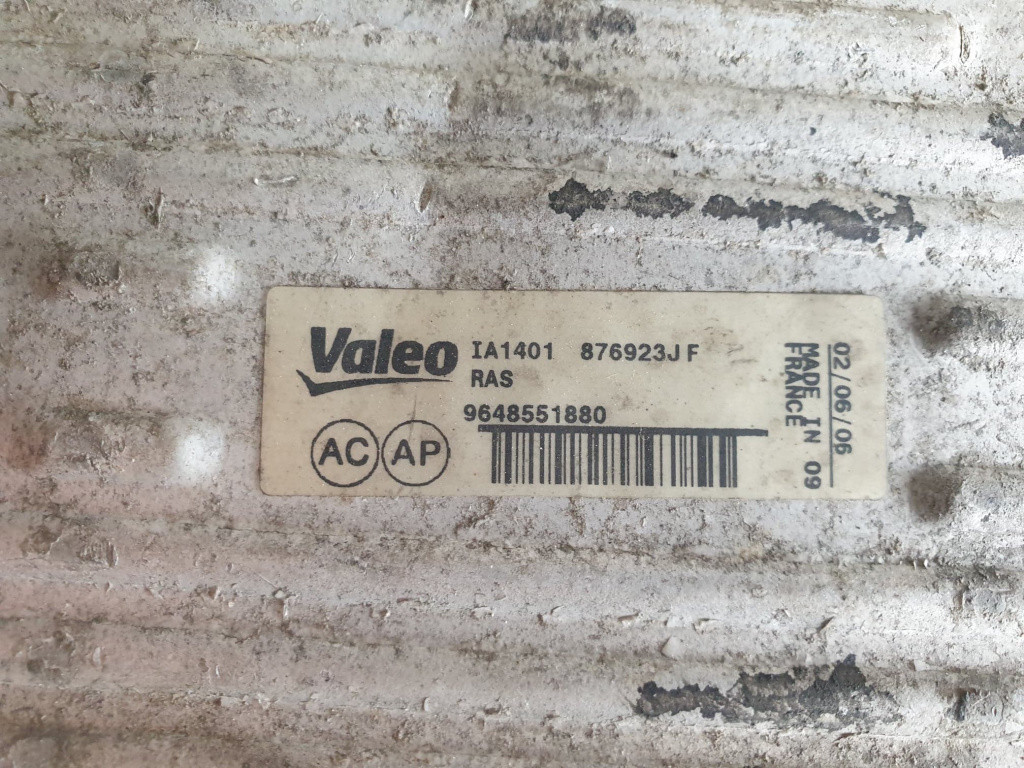 Valeo
IA1401 876923J F
RAS
9648551880
AC AP
02/06/06
MADE IN 09
FRANCE